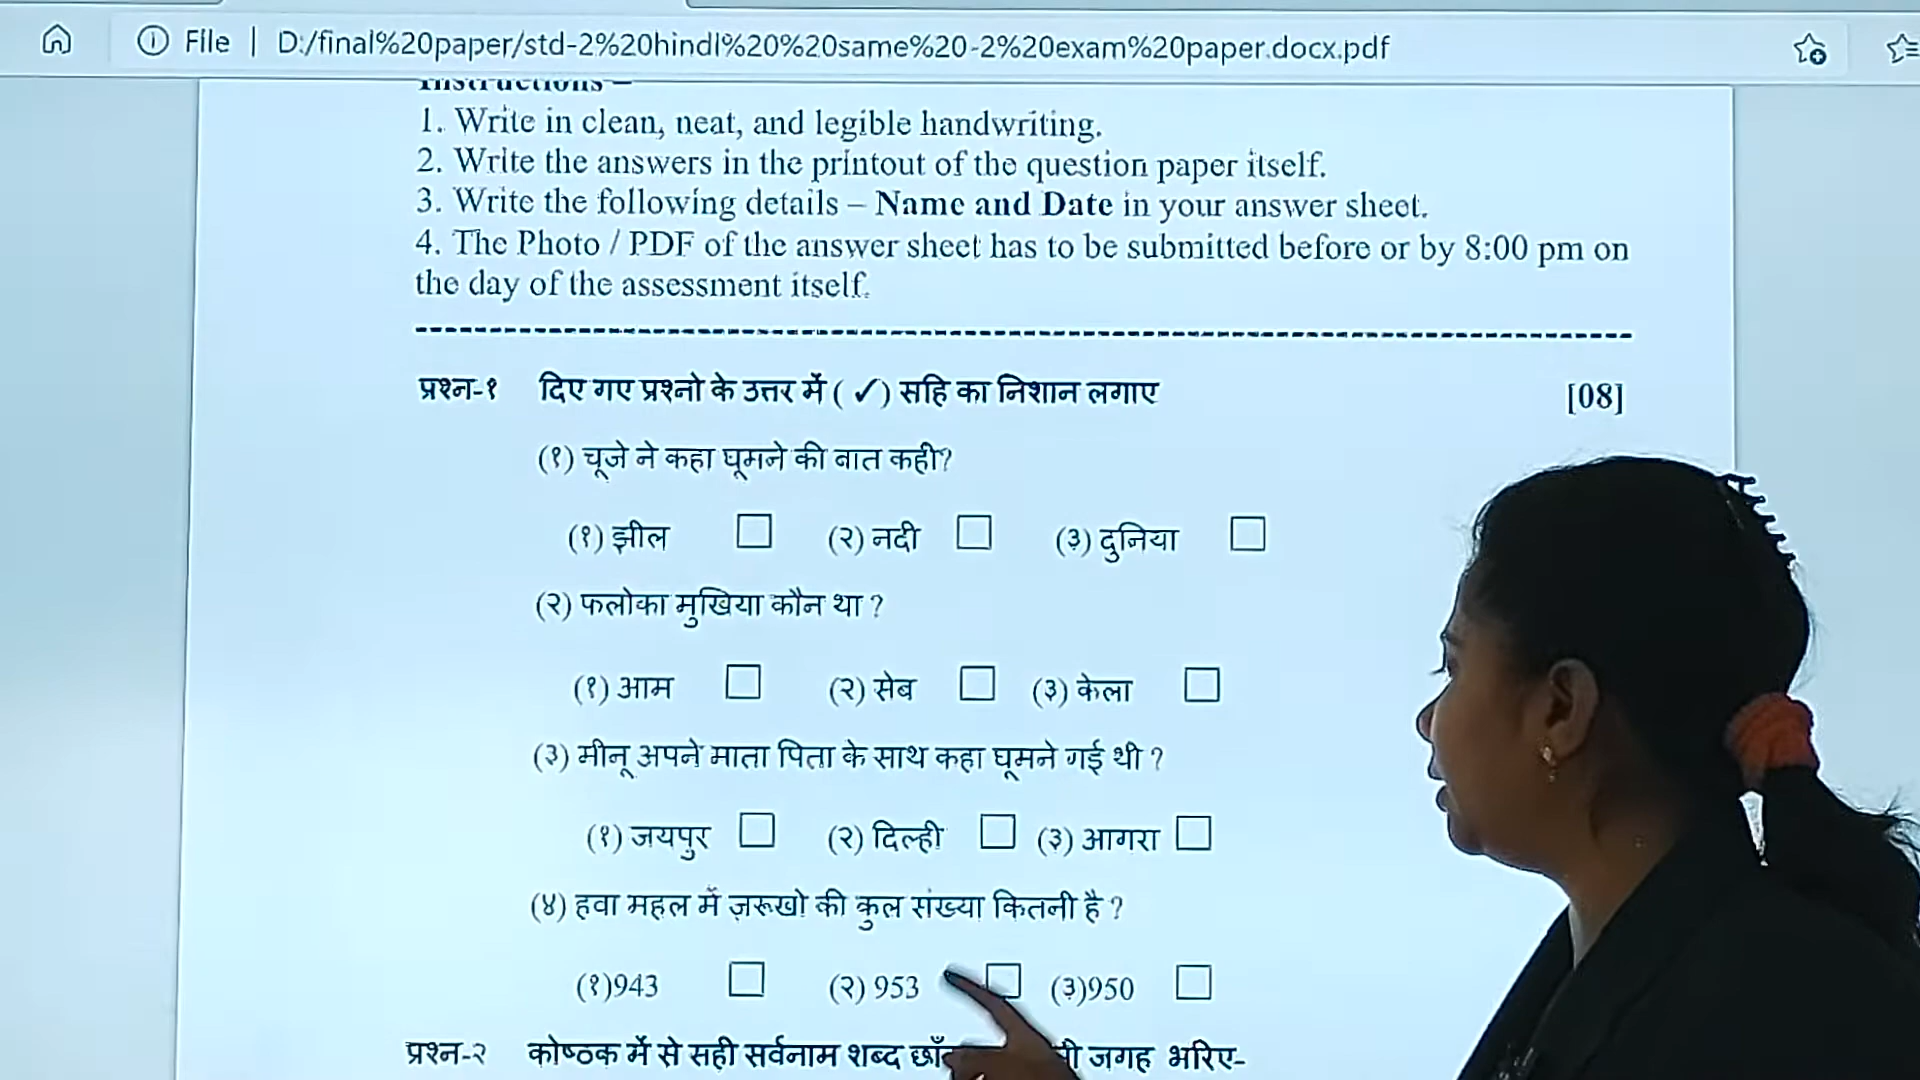 File | D:/final%20paper/std-2%20hindI%20%20same%20-2%20exam%20paper.docx.pdf
Instructions –
1. Write in clean, neat, and legible handwriting.
2. Write the answers in the printout of the question paper itself.
3. Write the following details – Name and Date in your answer sheet.
4. The Photo / PDF of the answer sheet has to be submitted before or by 8:00 pm on
the day of the assessment itself.
प्रश्न-१ दिए गए प्रश्नो के उत्तर में ( ✓ ) सहि का निशान लगाए [08]
(१) चूजे ने कहा घूमने की बात कही?
(१) झील (२) नदी (३) दुनिया
(२) फलोका मुखिया कौन था ?
(१) आम (२) सेब (३) केला
(३) मीनू अपने माता पिता के साथ कहा घूमने गई थी ?
(१) जयपुर (२) दिल्ही (३) आगरा
(४) हवा महल में ज़रूखो की कुल संख्या कितनी है ?
(१)943 (२) 953 (३)950
प्रश्न-२ कोष्ठक में से सही सर्वनाम शब्द जगह भरिए-